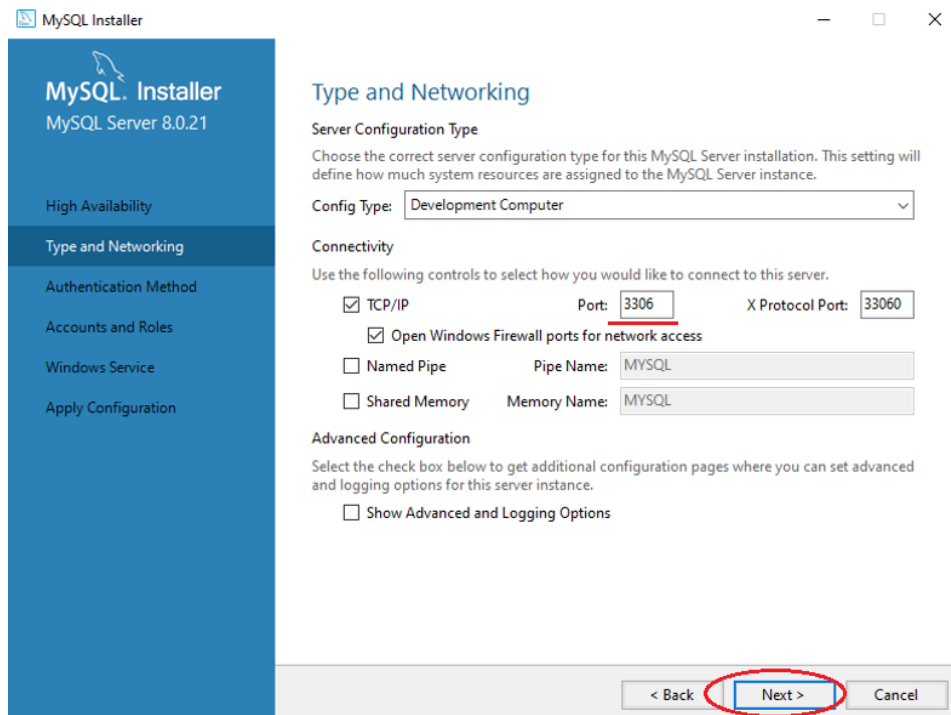 MySQL Installer
MySQL. Installer
MySQL Server 8.0.21
High Availability
Type and Networking
Authentication Method
Accounts and Roles
Windows Service
Apply Configuration
Type and Networking
Server Configuration Type
Choose the correct server configuration type for this MySQL Server installation. This setting will
define how much system resources are assigned to the MySQL Server instance.
Config Type: Development Computer
Connectivity
Use the following controls to select how you would like to connect to this server.
TCP/IP Port: 3306 X Protocol Port: 33060
Open Windows Firewall ports for network access
Named Pipe Pipe Name: MYSQL
Shared Memory Memory Name: MYSQL
Advanced Configuration
Select the check box below to get additional configuration pages where you can set advanced
and logging options for this server instance.
Show Advanced and Logging Options
< Back Next > Cancel